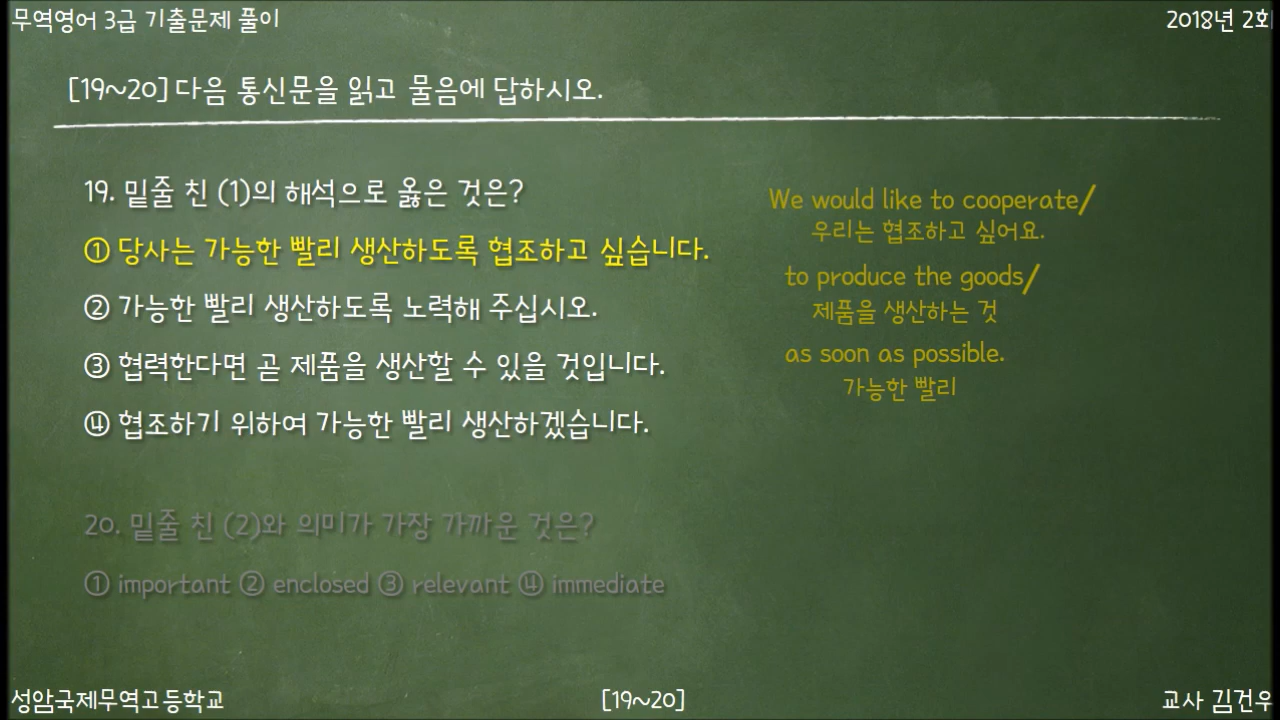 무역영어 3급 기출문제 풀이
2018년 2회
[19~20] 다음 통신문을 읽고 물음에 답하시오.
19. 밑줄 친 (1)의 해석으로 옳은 것은?
① 당사는 가능한 빨리 생산하도록 협조하고 싶습니다.
② 가능한 빨리 생산하도록 노력해 주십시오.
③ 협력한다면 곧 제품을 생산할 수 있을 것입니다.
④ 협조하기 위하여 가능한 빨리 생산하겠습니다.
We would like to cooperate/
우리는 협조하고 싶어요.
to produce the goods/
제품을 생산하는 것
as soon as possible.
가능한 빨리
20. 밑줄 친 (2)와 의미가 가장 가까운 것은?
① important ② enclosed ③ relevant ④ immediate
성암국제무역고등학교
[19~20]
교사 김건우